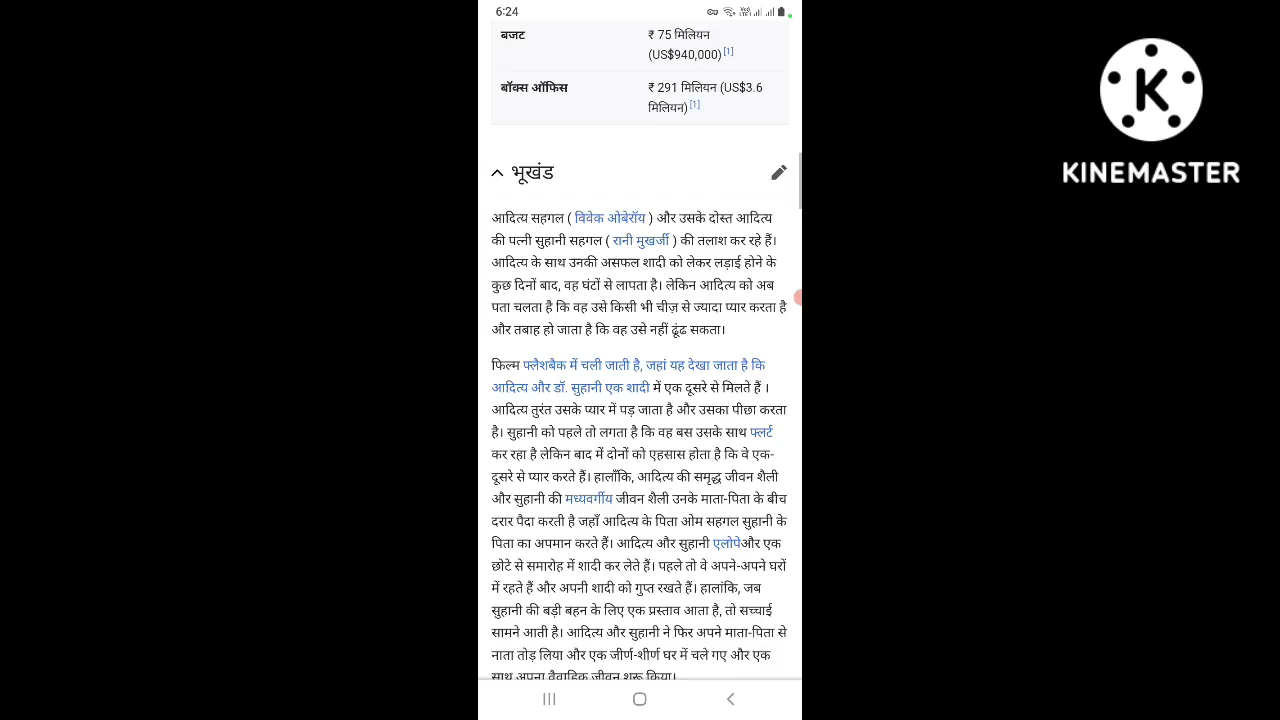 6:24
बजट
₹ 75 मिलियन
(US$940,000) [1]
बॉक्स ऑफिस
₹ 291 मिलियन (US$3.6
मिलियन) [1]
भूखंड
आदित्य सहगल ( विवेक ओबेरॉय ) और उसके दोस्त आदित्य
की पत्नी सुहानी सहगल ( रानी मुखर्जी ) की तलाश कर रहे हैं।
आदित्य के साथ उनकी असफल शादी को लेकर लड़ाई होने के
कुछ दिनों बाद, वह घंटों से लापता है। लेकिन आदित्य को अब
पता चलता है कि वह उसे किसी भी चीज़ से ज्यादा प्यार करता है
और तबाह हो जाता है कि वह उसे नहीं ढूंढ सकता।
फिल्म फ्लैशबैक में चली जाती है, जहां यह देखा जाता है कि
आदित्य और डॉ. सुहानी एक शादी में एक दूसरे से मिलते हैं ।
आदित्य तुरंत उसके प्यार में पड़ जाता है और उसका पीछा करता
है। सुहानी को पहले तो लगता है कि वह बस उसके साथ फ्लर्ट
कर रहा है लेकिन बाद में दोनों को एहसास होता है कि वे एक-
दूसरे से प्यार करते हैं। हालाँकि, आदित्य की समृद्ध जीवन शैली
और सुहानी की मध्यवर्गीय जीवन शैली उनके माता-पिता के बीच
दरार पैदा करती है जहाँ आदित्य के पिता ओम सहगल सुहानी के
पिता का अपमान करते हैं। आदित्य और सुहानी एलोपेऔर एक
छोटे से समारोह में शादी कर लेते हैं। पहले तो वे अपने-अपने घरों
में रहते हैं और अपनी शादी को गुप्त रखते हैं। हालांकि, जब
सुहानी की बड़ी बहन के लिए एक प्रस्ताव आता है, तो सच्चाई
सामने आती है। आदित्य और सुहानी ने फिर अपने माता-पिता से
नाता तोड़ लिया और एक जीर्ण-शीर्ण घर में चले गए और एक
साथ अपना वैवाहिक जीवन शुरू किया।
K
KINEMASTER